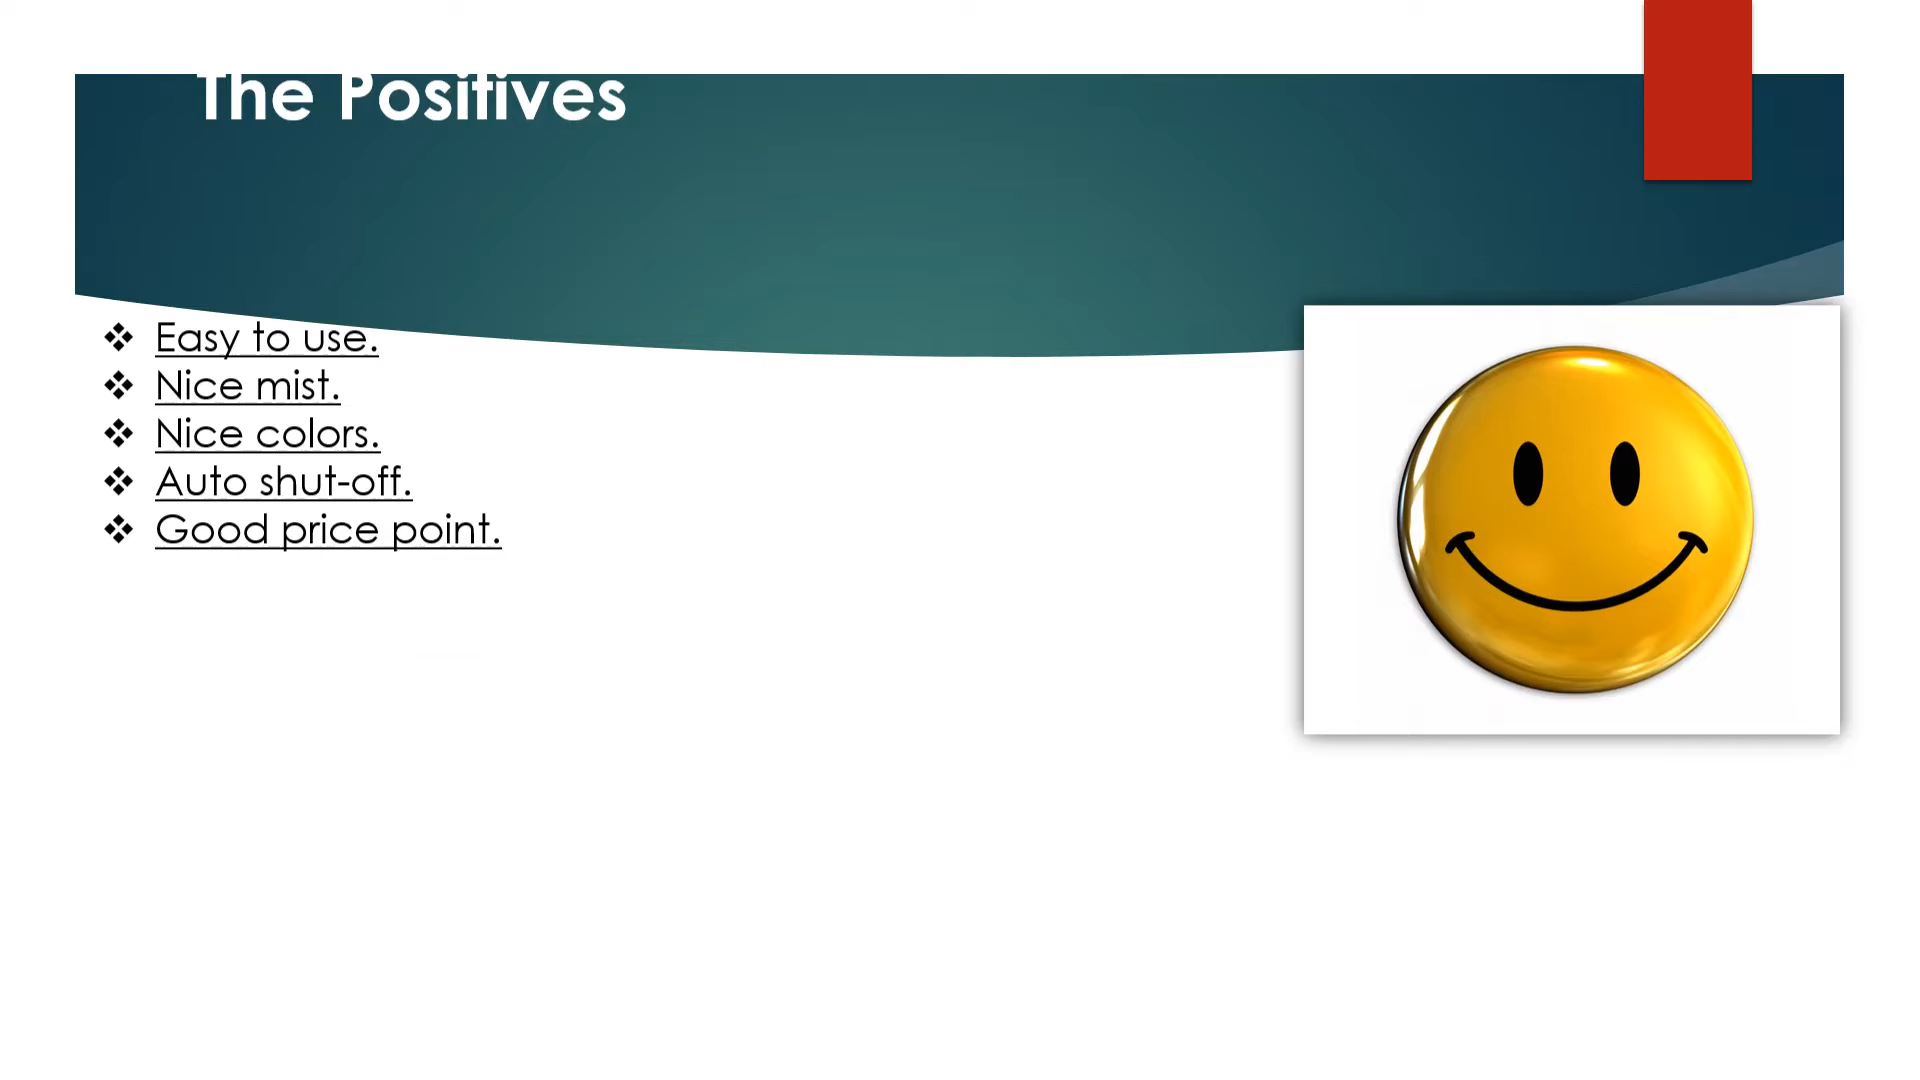 The Positives
Easy to use.
Nice mist.
Nice colors.
Auto shut-off.
Good price point.